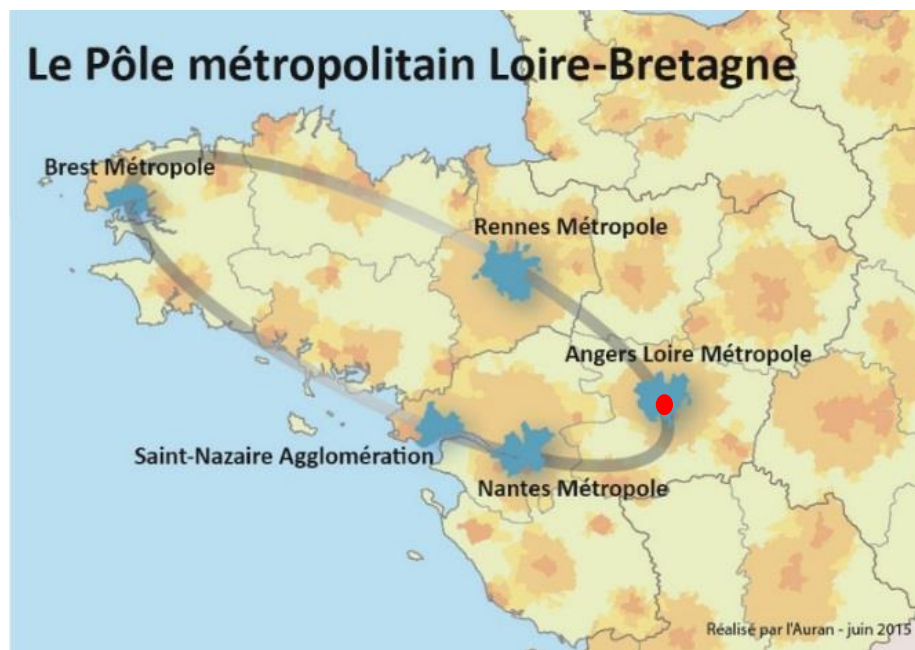 Le Pôle métropolitain Loire-Bretagne
Brest Métropole
Rennes Métropole
Angers Loire Métropole
Saint-Nazaire Agglomération
Nantes Métropole
Réalisé par l'Auran - juin 2015